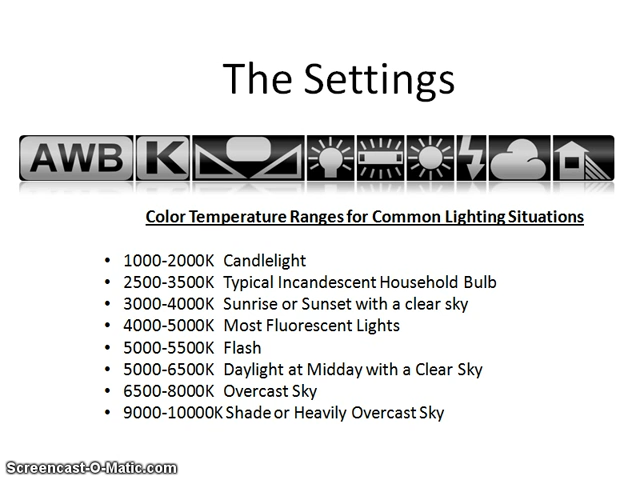 The Settings
AWB K
Color Temperature Ranges for Common Lighting Situations
• 1000-2000K Candlelight
• 2500-3500K Typical Incandescent Household Bulb
• 3000-4000K Sunrise or Sunset with a clear sky
• 4000-5000K Most Fluorescent Lights
• 5000-5500K Flash
• 5000-6500K Daylight at Midday with a Clear Sky
• 6500-8000K Overcast Sky
• 9000-10000K Shade or Heavily Overcast Sky
Screencast-O-Matic.com